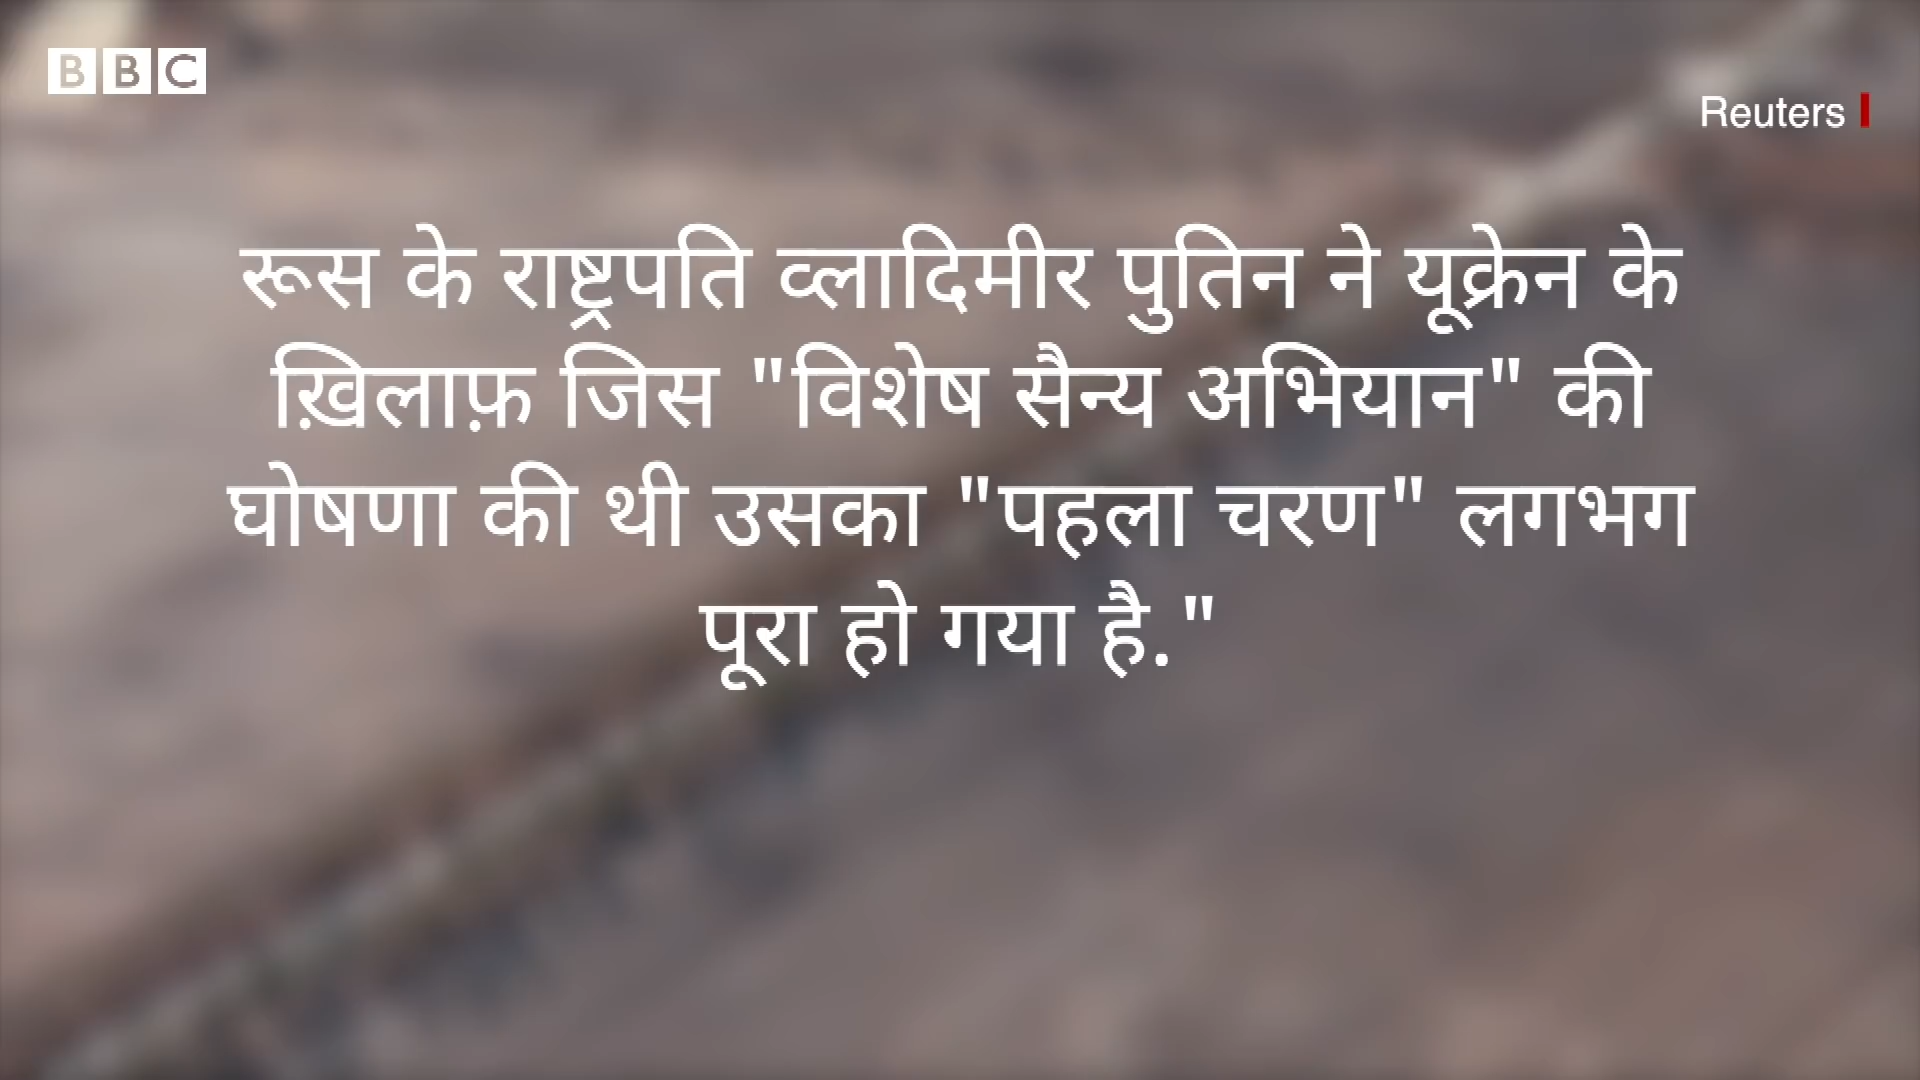 BBC
Reuters
रूस के राष्ट्रपति व्लादिमीर पुतिन ने यूक्रेन के
ख़िलाफ़ जिस "विशेष सैन्य अभियान" की
घोषणा की थी उसका "पहला चरण" लगभग
पूरा हो गया है."